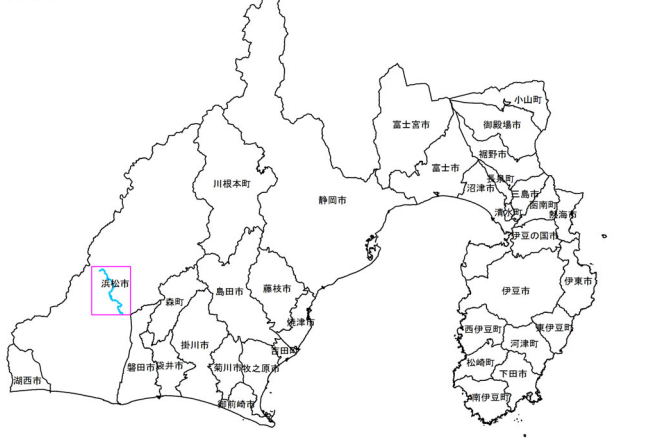 小山町
富士宮市
御殿場市
裾野市
富士市
長泉町
川根本町
沼津市
三島市
静岡市
函南町
清水町
熱海市
伊豆の国市
浜松市
伊東市
島田市
藤枝市
伊豆市
森町
焼津市
西伊豆町
東伊豆町
掛川市
河津町
吉田町
松崎町
磐田市
袋井市
菊川市
牧之原市
下田市
湖西市
南伊豆町
御前崎市